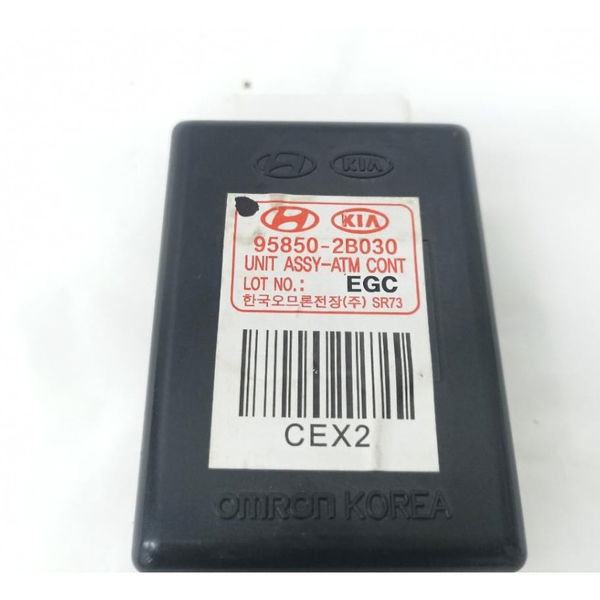 KIA
KIA
95850-2B030
UNIT ASSY-ATM CONT
LOT NO.: EGC
한국오므론전장(주) SR73
CEX2
omron KOREA